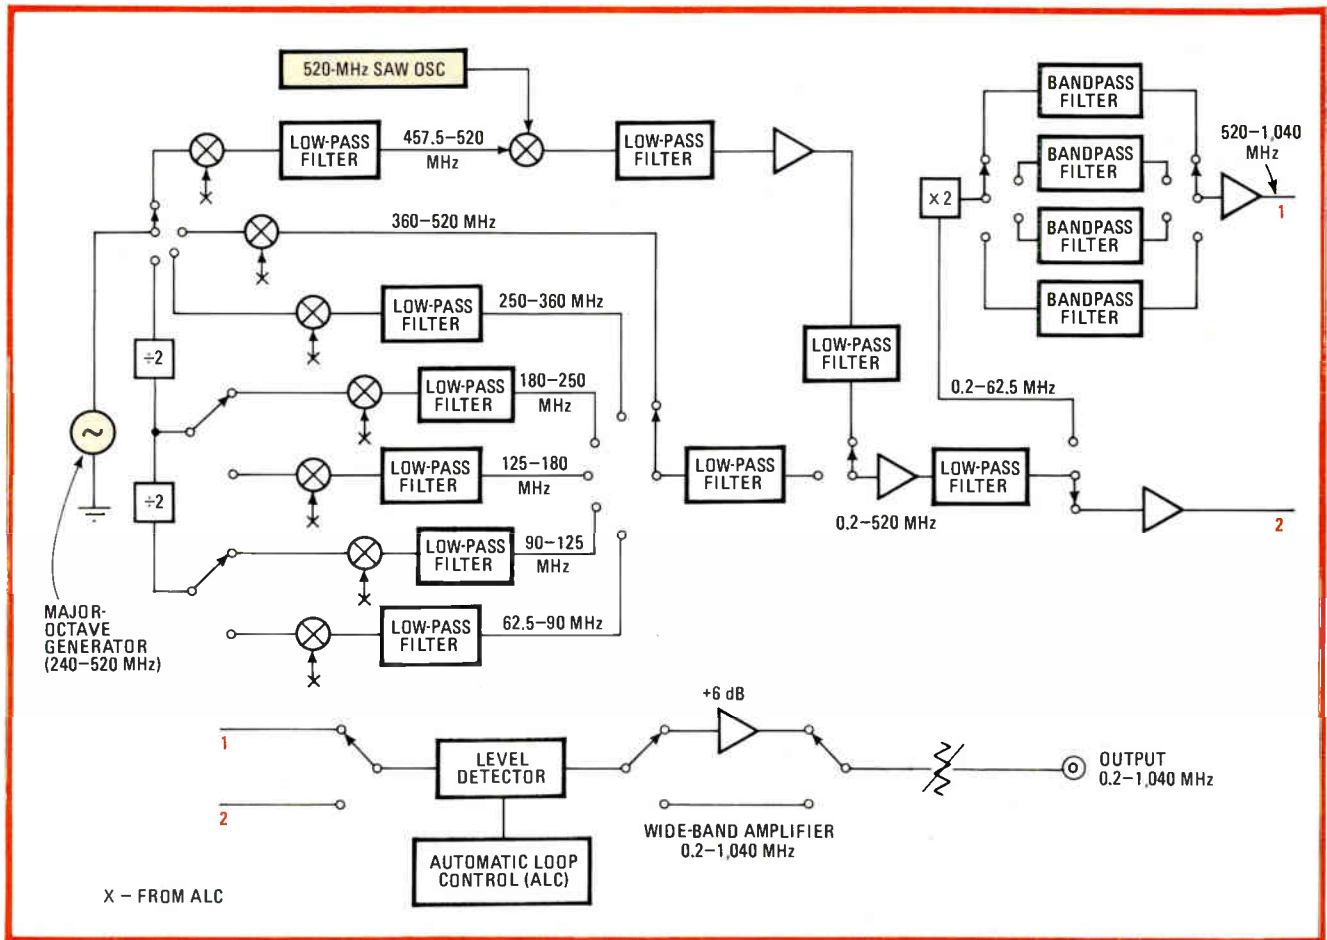 520-MHz SAW OSC
LOW-PASS
FILTER
457.5–520
MHz
LOW-PASS
FILTER
BANDPASS
FILTER
BANDPASS
FILTER
BANDPASS
FILTER
BANDPASS
FILTER
520–1,040
MHz
1
×2
360–520 MHz
LOW-PASS
FILTER
250–360 MHz
÷2
LOW-PASS
FILTER
180–250
MHz
LOW-PASS
FILTER
0.2–62.5 MHz
LOW-PASS
FILTER
125–180
MHz
LOW-PASS
FILTER
LOW-PASS
FILTER
0.2–520 MHz
2
÷2
LOW-PASS
FILTER
90–125
MHz
LOW-PASS
FILTER
62.5–90 MHz
MAJOR-
OCTAVE
GENERATOR
(240–520 MHz)
+6 dB
1
LEVEL
DETECTOR
OUTPUT
0.2–1,040 MHz
2
WIDE-BAND AMPLIFIER
0.2–1,040 MHz
AUTOMATIC LOOP
CONTROL (ALC)
X – FROM ALC